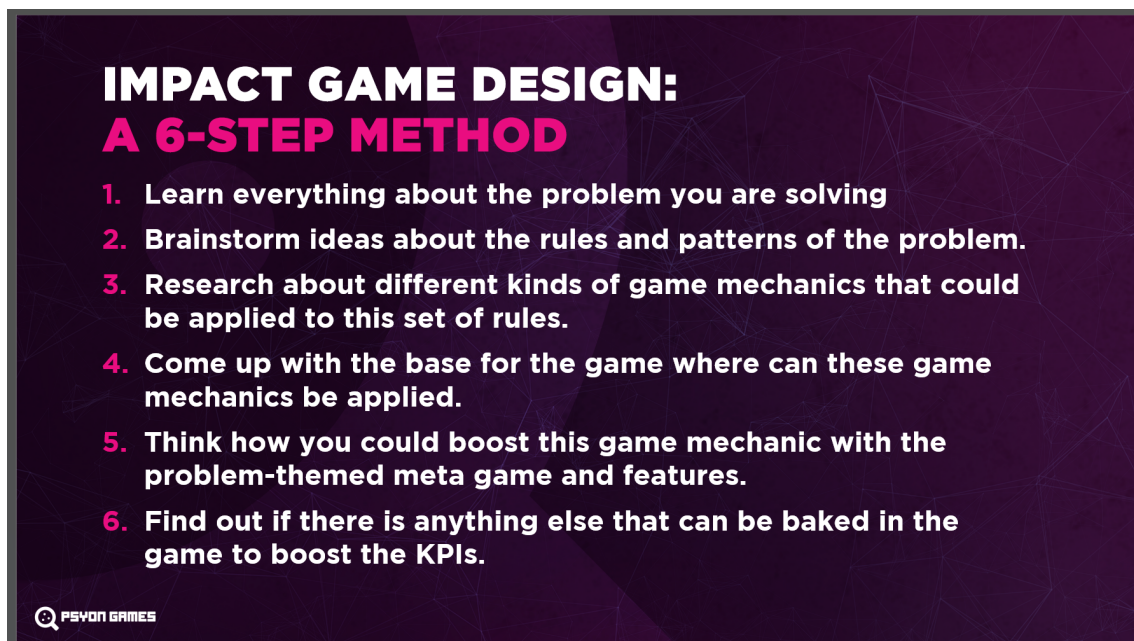 IMPACT GAME DESIGN:
A 6-STEP METHOD
1. Learn everything about the problem you are solving
2. Brainstorm ideas about the rules and patterns of the problem.
3. Research about different kinds of game mechanics that could
be applied to this set of rules.
4. Come up with the base for the game where can these game
mechanics be applied.
5. Think how you could boost this game mechanic with the
problem-themed meta game and features.
6. Find out if there is anything else that can be baked in the
game to boost the KPIs.
PSYON GAMES